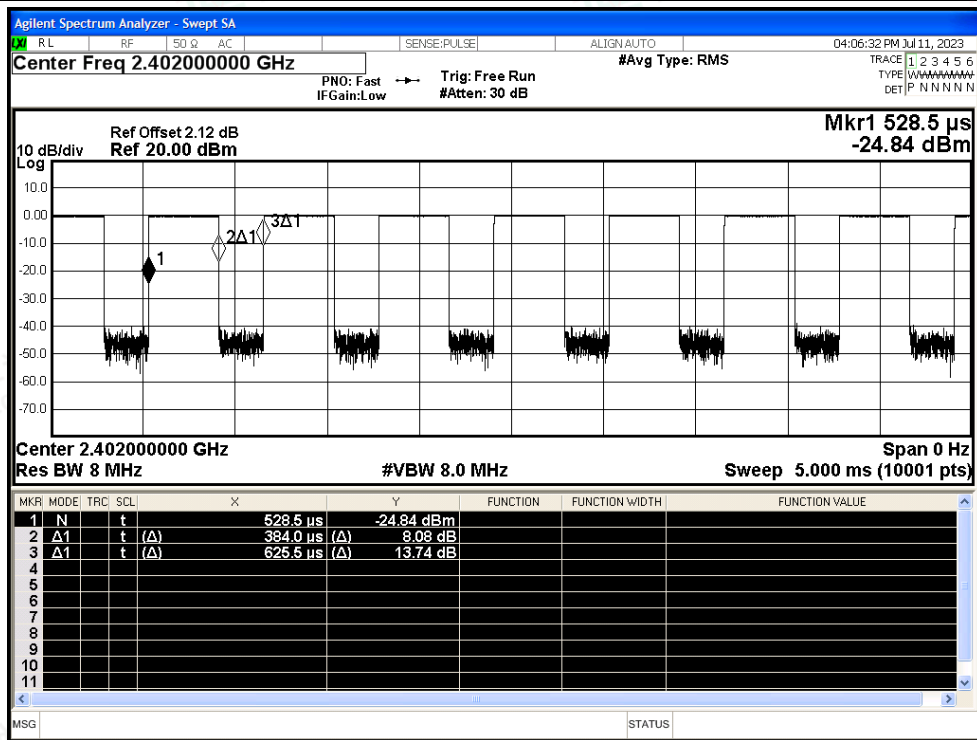 Agilent Spectrum Analyzer - Swept SA
LXI RL RF 50 Ω AC SENSE:PULSE ALIGN AUTO 04:06:32 PM Jul 11, 2023
Center Freq 2.402000000 GHz #Avg Type: RMS TRACE 1 2 3 4 5 6
PNO: Fast Trig: Free Run TYPE
IFGain:Low #Atten: 30 dB DET P N N N N N
Mkr1 528.5 µs
Ref Offset 2.12 dB
10 dB/div Ref 20.00 dBm -24.84 dBm
Log
10.0
0.00
3Δ1
2Δ1
-10.0
1
-20.0
-30.0
-40.0
-50.0
-60.0
-70.0
Center 2.402000000 GHz Span 0 Hz
Res BW 8 MHz #VBW 8.0 MHz Sweep 5.000 ms (10001 pts)
MKR MODE TRC SCL X Y FUNCTION FUNCTION WIDTH FUNCTION VALUE
1 N t 528.5 µs -24.84 dBm
2 Δ1 t (Δ) 384.0 µs (Δ) 8.08 dB
3 Δ1 t (Δ) 625.5 µs (Δ) 13.74 dB
4
5
6
7
8
9
10
11
MSG STATUS